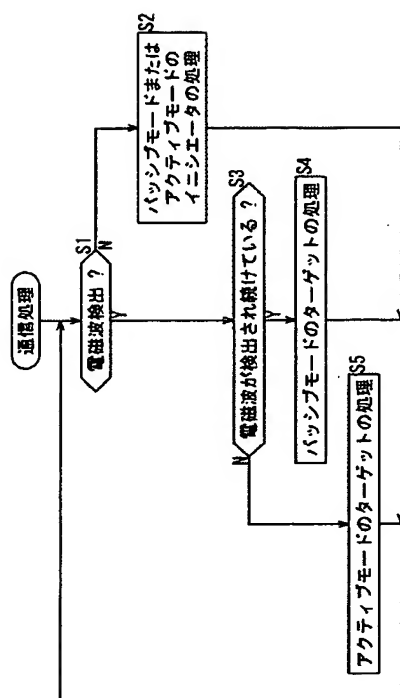 通信処理
S1
電磁波検出？
N
Y
S2
パッシブモードまたは
アクティブモードの
イニシエータの処理
S3
電磁波が検出され続けている？
N
Y
S4
パッシブモードのターゲットの処理
S5
アクティブモードのターゲットの処理